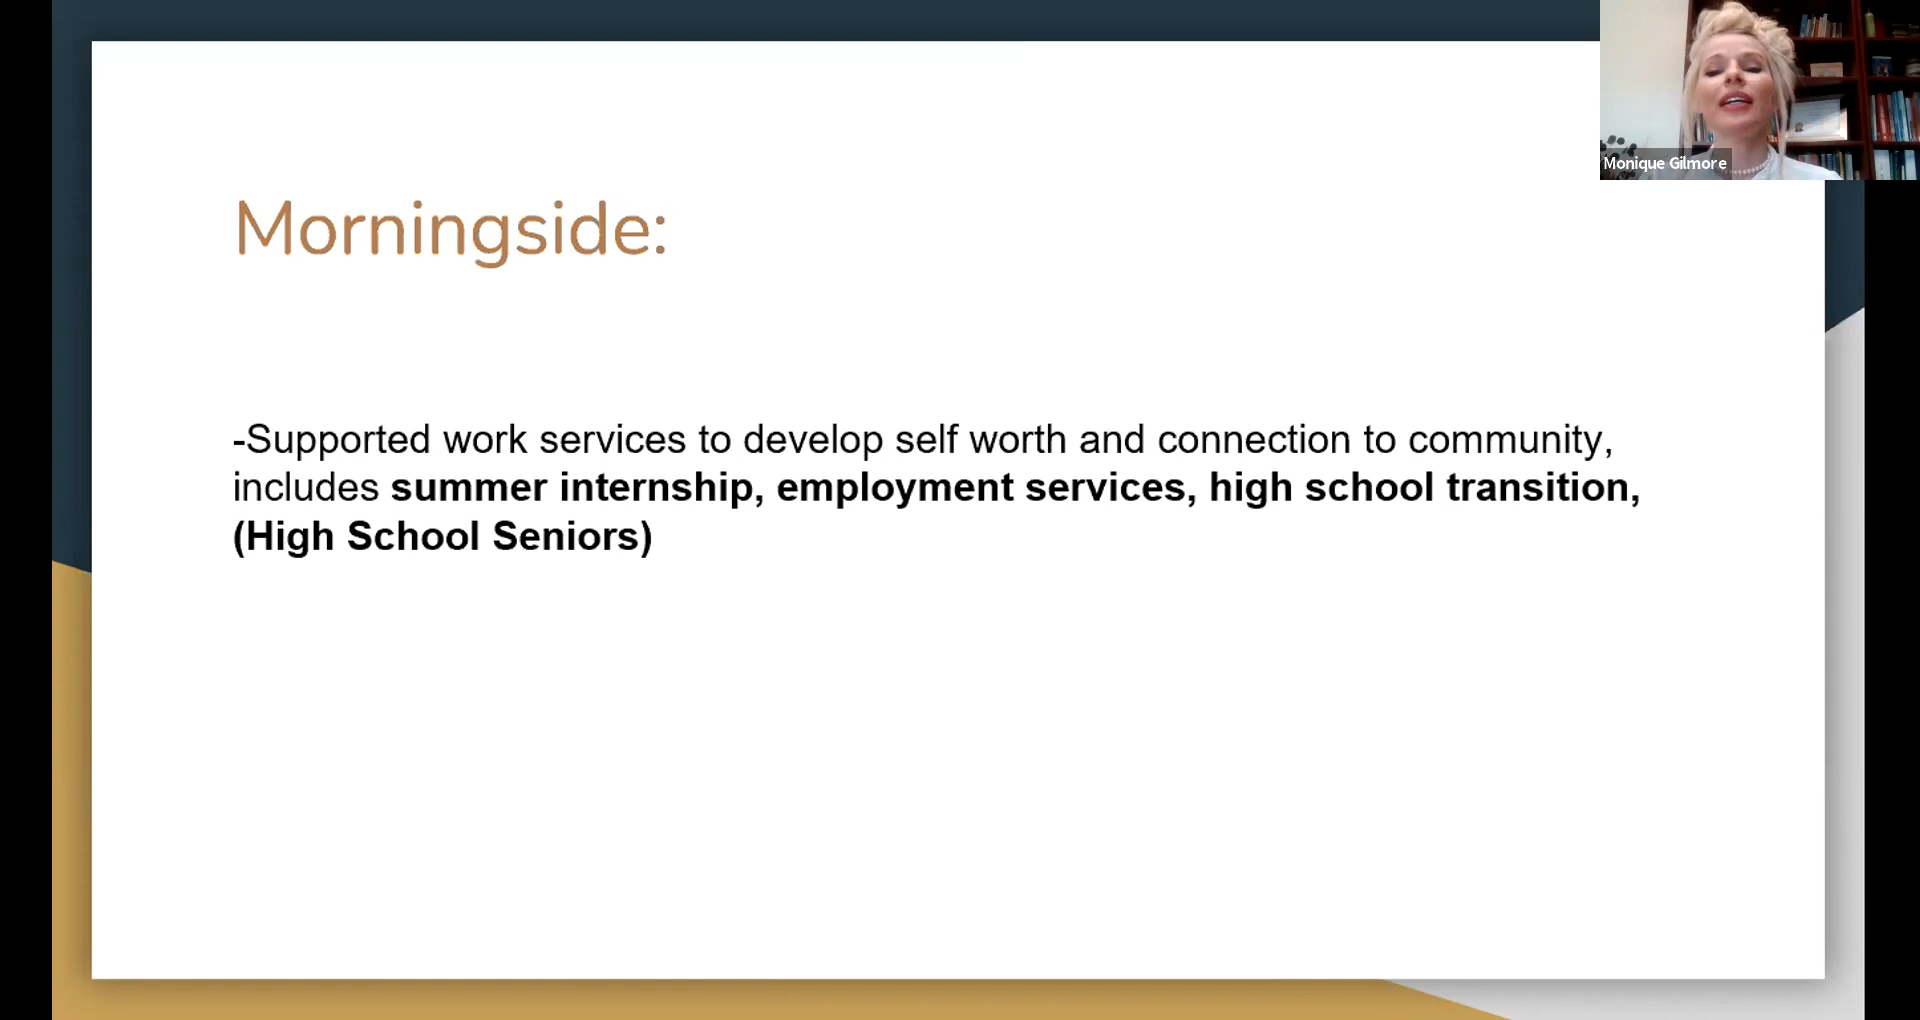 Monique Gilmore
Morningside:
-Supported work services to develop self worth and connection to community,
includes summer internship, employment services, high school transition,
(High School Seniors)